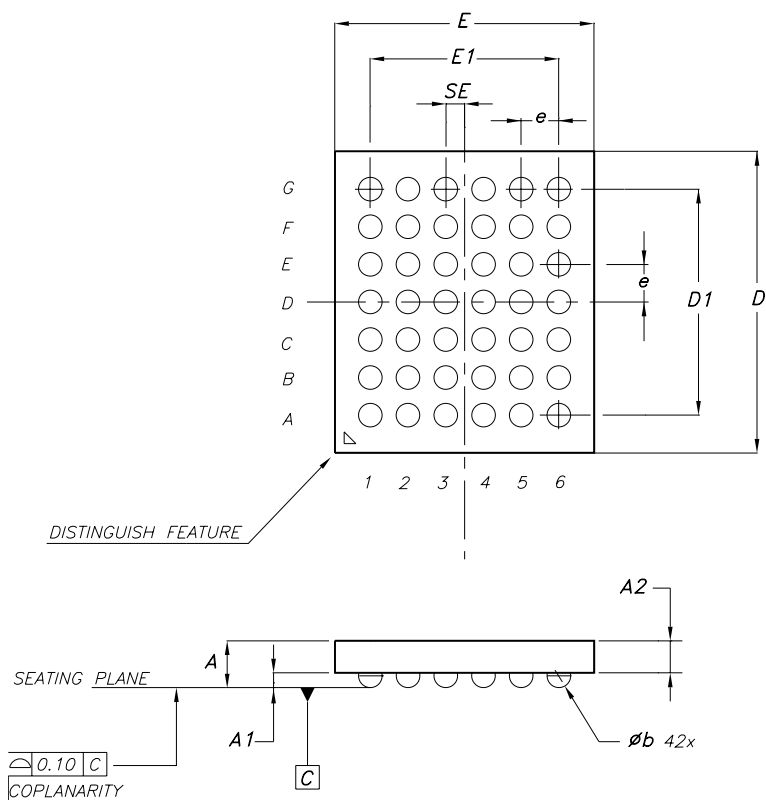 E
E1
SE
e
G
F
E
D
C
B
A
e
D1
D
1 2 3 4 5 6
DISTINGUISH FEATURE
A2
A
SEATING PLANE
A1
Øb 42x
⌓ 0.10 C
C
COPLANARITY